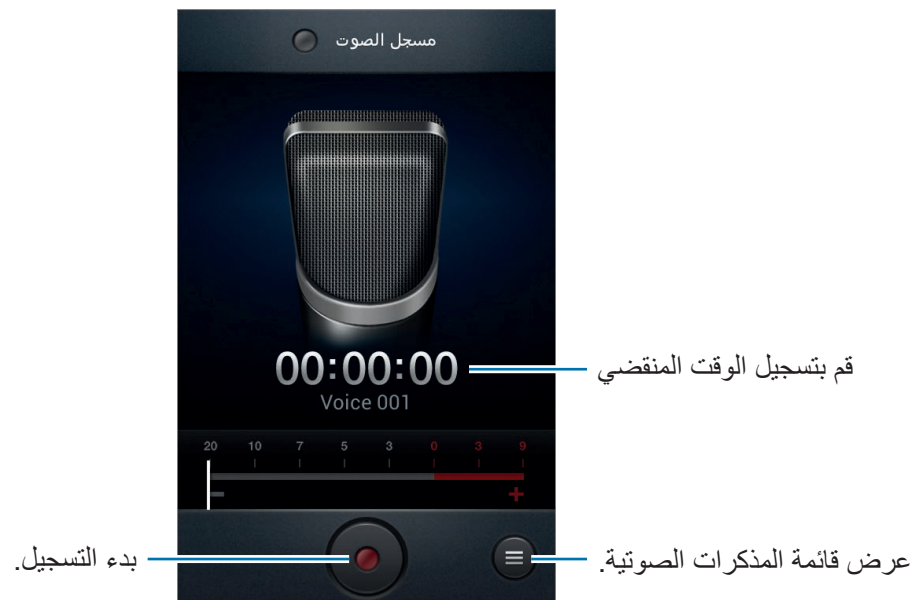 مسجل الصوت
00:00:00
قم بتسجيل الوقت المنقضي
Voice 001
20 10 7 5 3 0 3 9
- +
عرض قائمة المذكرات الصوتية.
بدء التسجيل.